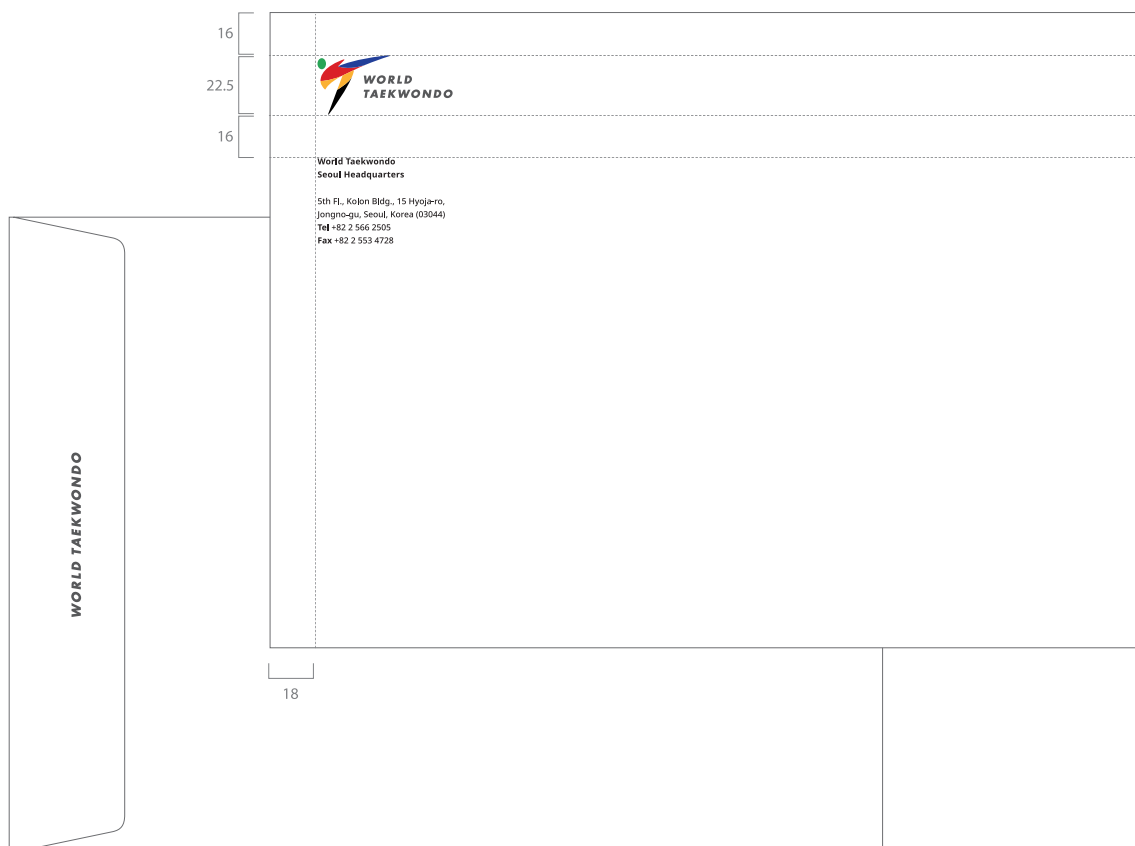 16
22.5
16
WORLD
TAEKWONDO
World Taekwondo
Seoul Headquarters
5th Fl., Kolon Bldg., 15 Hyoja-ro,
Jongno-gu, Seoul, Korea (03044)
Tel +82 2 566 2505
Fax +82 2 553 4728
WORLD TAEKWONDO
18